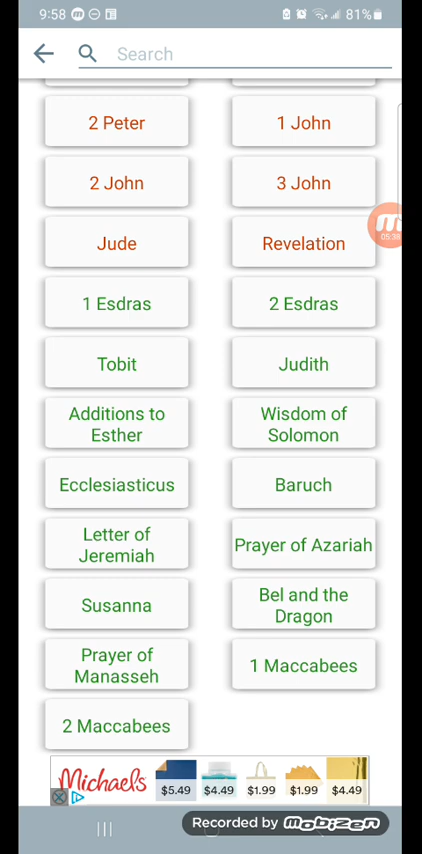 9:58
81%
Search
2 Peter
1 John
2 John
3 John
05:38
Jude
Revelation
1 Esdras
2 Esdras
Tobit
Judith
Additions to
Esther
Wisdom of
Solomon
Ecclesiasticus
Baruch
Letter of
Jeremiah
Prayer of Azariah
Susanna
Bel and the
Dragon
Prayer of
Manasseh
1 Maccabees
2 Maccabees
Michaels
$5.49
$4.49
$1.99
$1.99
$4.49
Recorded by mobizen